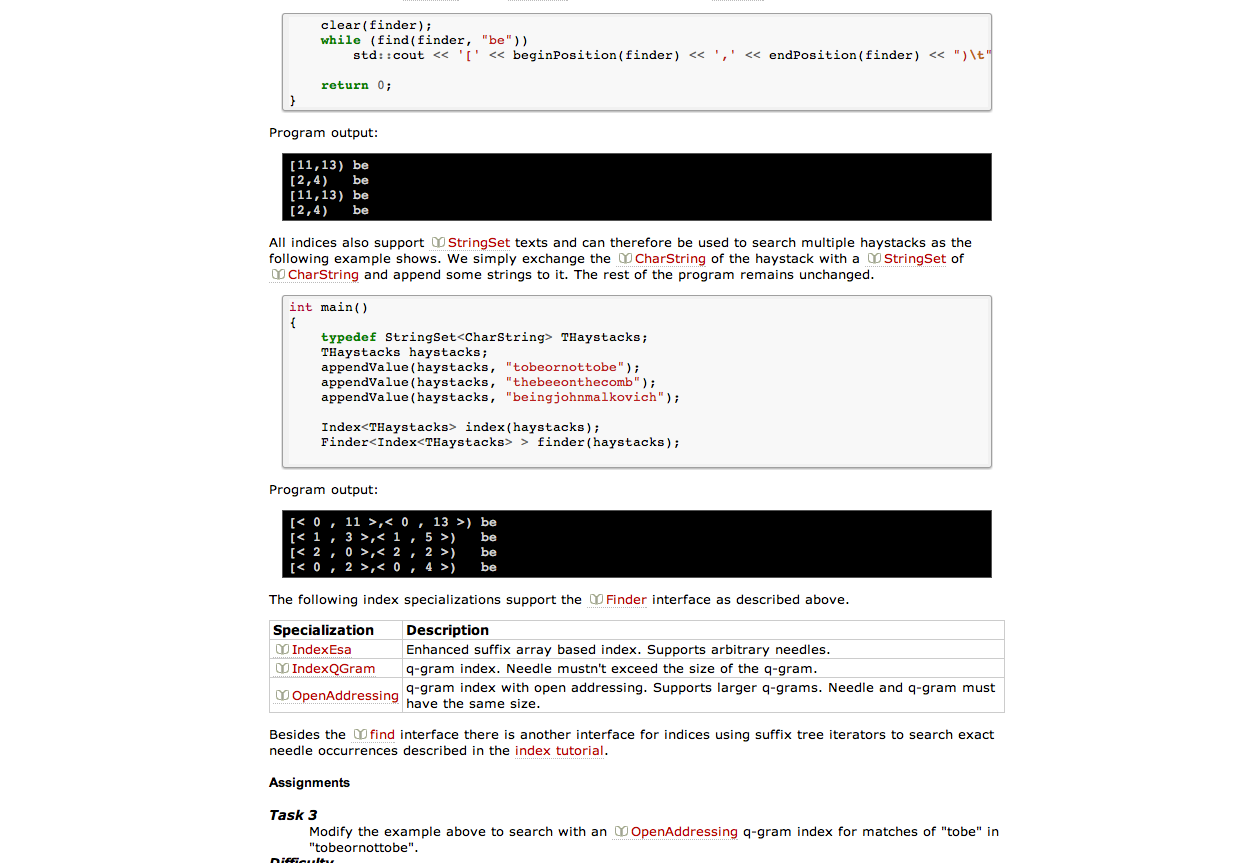 clear(finder);
while (find(finder, "be"))
std::cout << '[' << beginPosition(finder) << ',' << endPosition(finder) << ")\t"
return 0;
}
Program output:
[11,13) be
[2,4) be
[11,13) be
[2,4) be
All indices also support StringSet texts and can therefore be used to search multiple haystacks as the
following example shows. We simply exchange the CharString of the haystack with a StringSet of
CharString and append some strings to it. The rest of the program remains unchanged.
int main()
{
typedef StringSet<CharString> THaystacks;
THaystacks haystacks;
appendValue(haystacks, "tobeornottobe");
appendValue(haystacks, "thebeeonthecomb");
appendValue(haystacks, "beingjohnmalkovich");
Index<THaystacks> index(haystacks);
Finder<Index<THaystacks> > finder(haystacks);
Program output:
[< 0 , 11 >,< 0 , 13 >) be
[< 1 , 3 >,< 1 , 5 >) be
[< 2 , 0 >,< 2 , 2 >) be
[< 0 , 2 >,< 0 , 4 >) be
The following index specializations support the Finder interface as described above.
Specialization Description
IndexEsa Enhanced suffix array based index. Supports arbitrary needles.
IndexQGram q-gram index. Needle mustn't exceed the size of the q-gram.
OpenAddressing q-gram index with open addressing. Supports larger q-grams. Needle and q-gram must
have the same size.
Besides the find interface there is another interface for indices using suffix tree iterators to search exact
needle occurrences described in the index tutorial.
Assignments
Task 3
Modify the example above to search with an OpenAddressing q-gram index for matches of "tobe" in
"tobeornottobe".
Difficulty